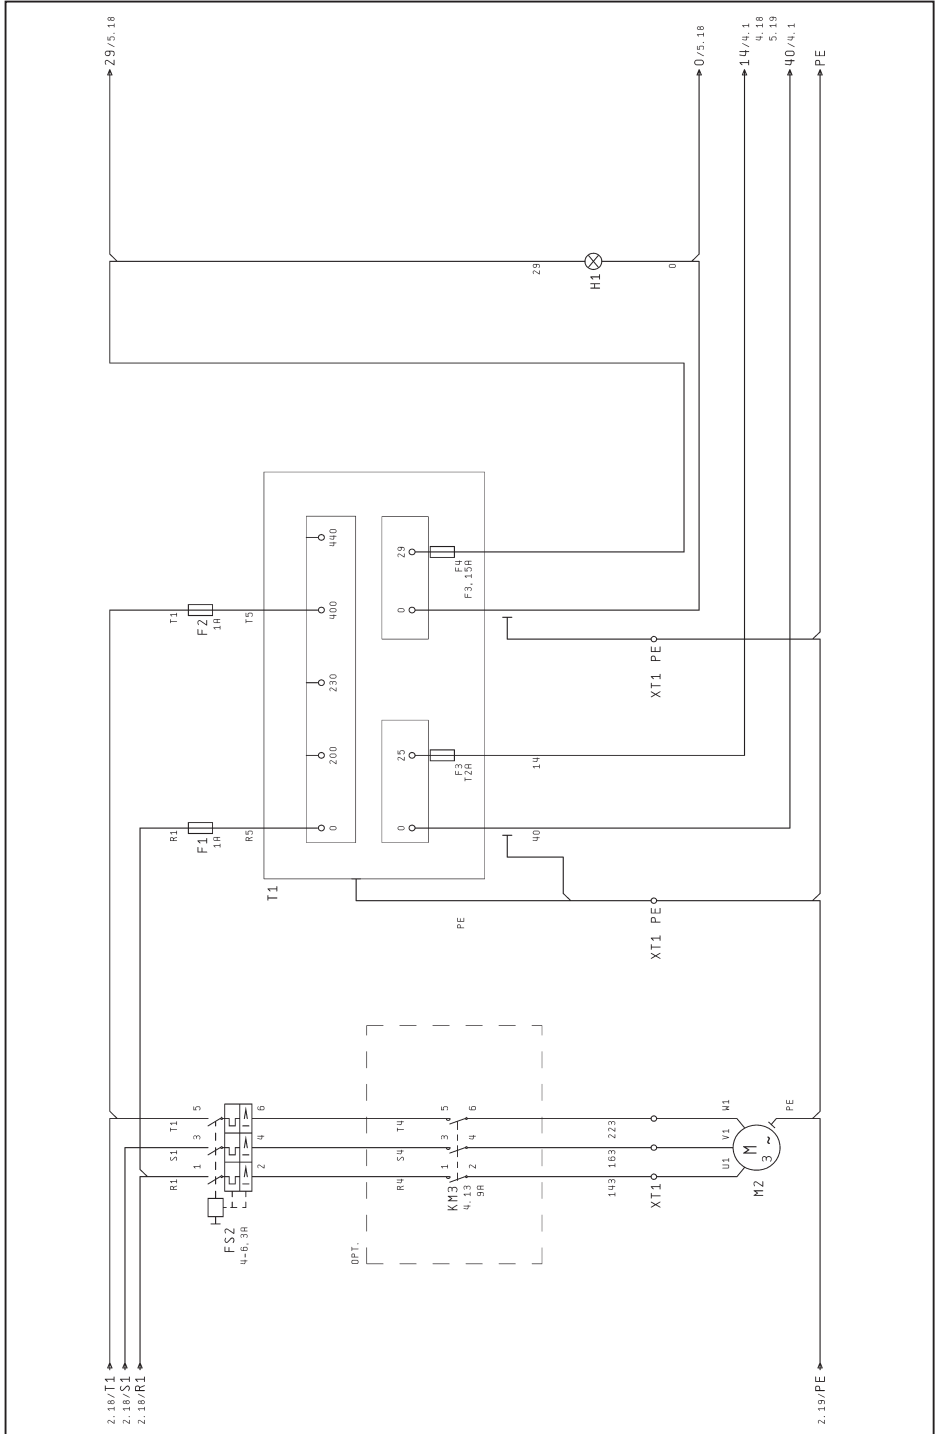 2.18/T1
2.18/S1
2.18/R1
2.19/PE
29/5.18
0/5.18
14/4.1
4.18
5.19
40/4.1
PE
R1 1
S1 3
T1 5
2
4
6
FS2
4-6,3A
OPT.
R4 1
S4 3
T4 5
2
4
6
KM3
4.13
9A
143
163
223
XT1
U1
V1
W1
PE
M
3 ~
M2
R1
F1
1A
R5
T1
F2
1A
T5
T1
0
200
230
400
440
0
25
0
29
F3
T2A
F4
F3,15A
40
14
PE
XT1 PE
XT1 PE
29
H1
0